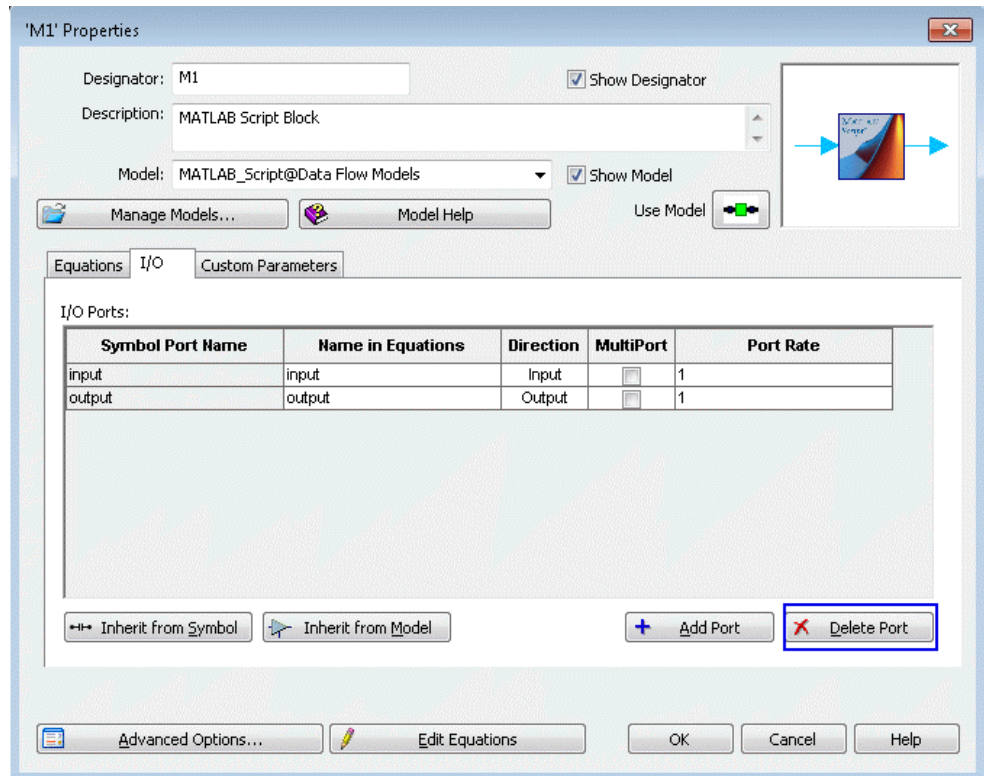 'M1' Properties
Designator: M1
Show Designator
Description: MATLAB Script Block
Model: MATLAB_Script@Data Flow Models
Show Model
Manage Models...
Model Help
Use Model
Equations I/O Custom Parameters
I/O Ports:
Symbol Port Name Name in Equations Direction MultiPort Port Rate
input input Input 1
output output Output 1
Inherit from Symbol Inherit from Model Add Port Delete Port
Advanced Options... Edit Equations OK Cancel Help